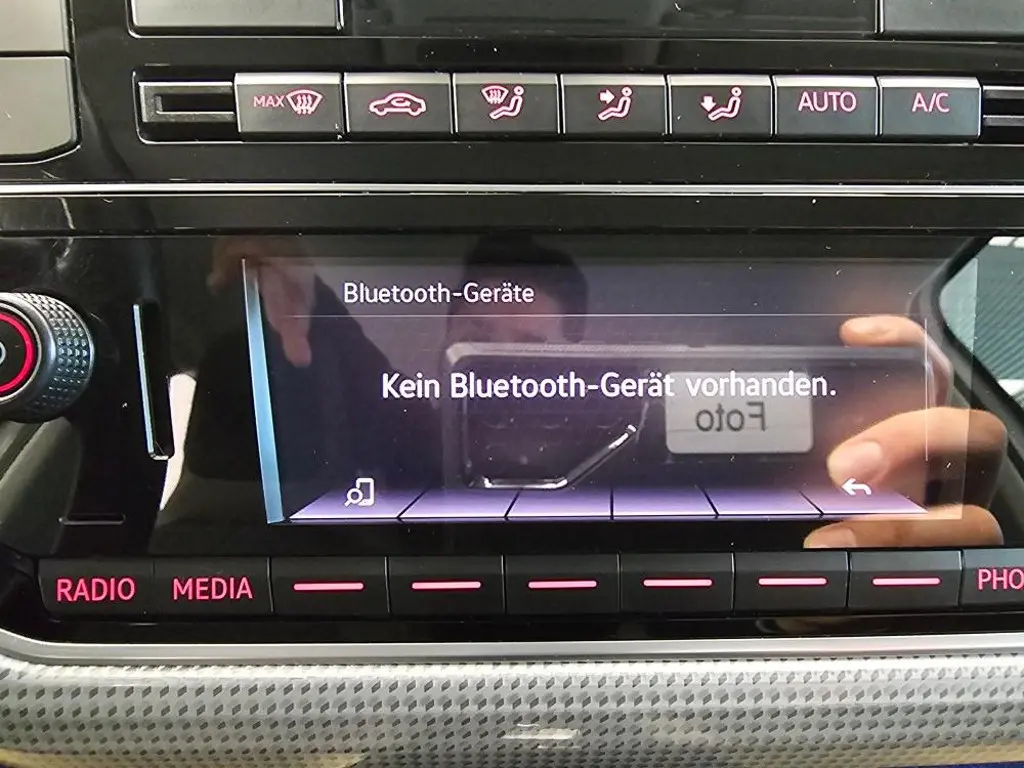 MAX
AUTO
A/C
Bluetooth-Geräte
Kein Bluetooth-Gerät vorhanden.
Foto
RADIO
MEDIA
PHO